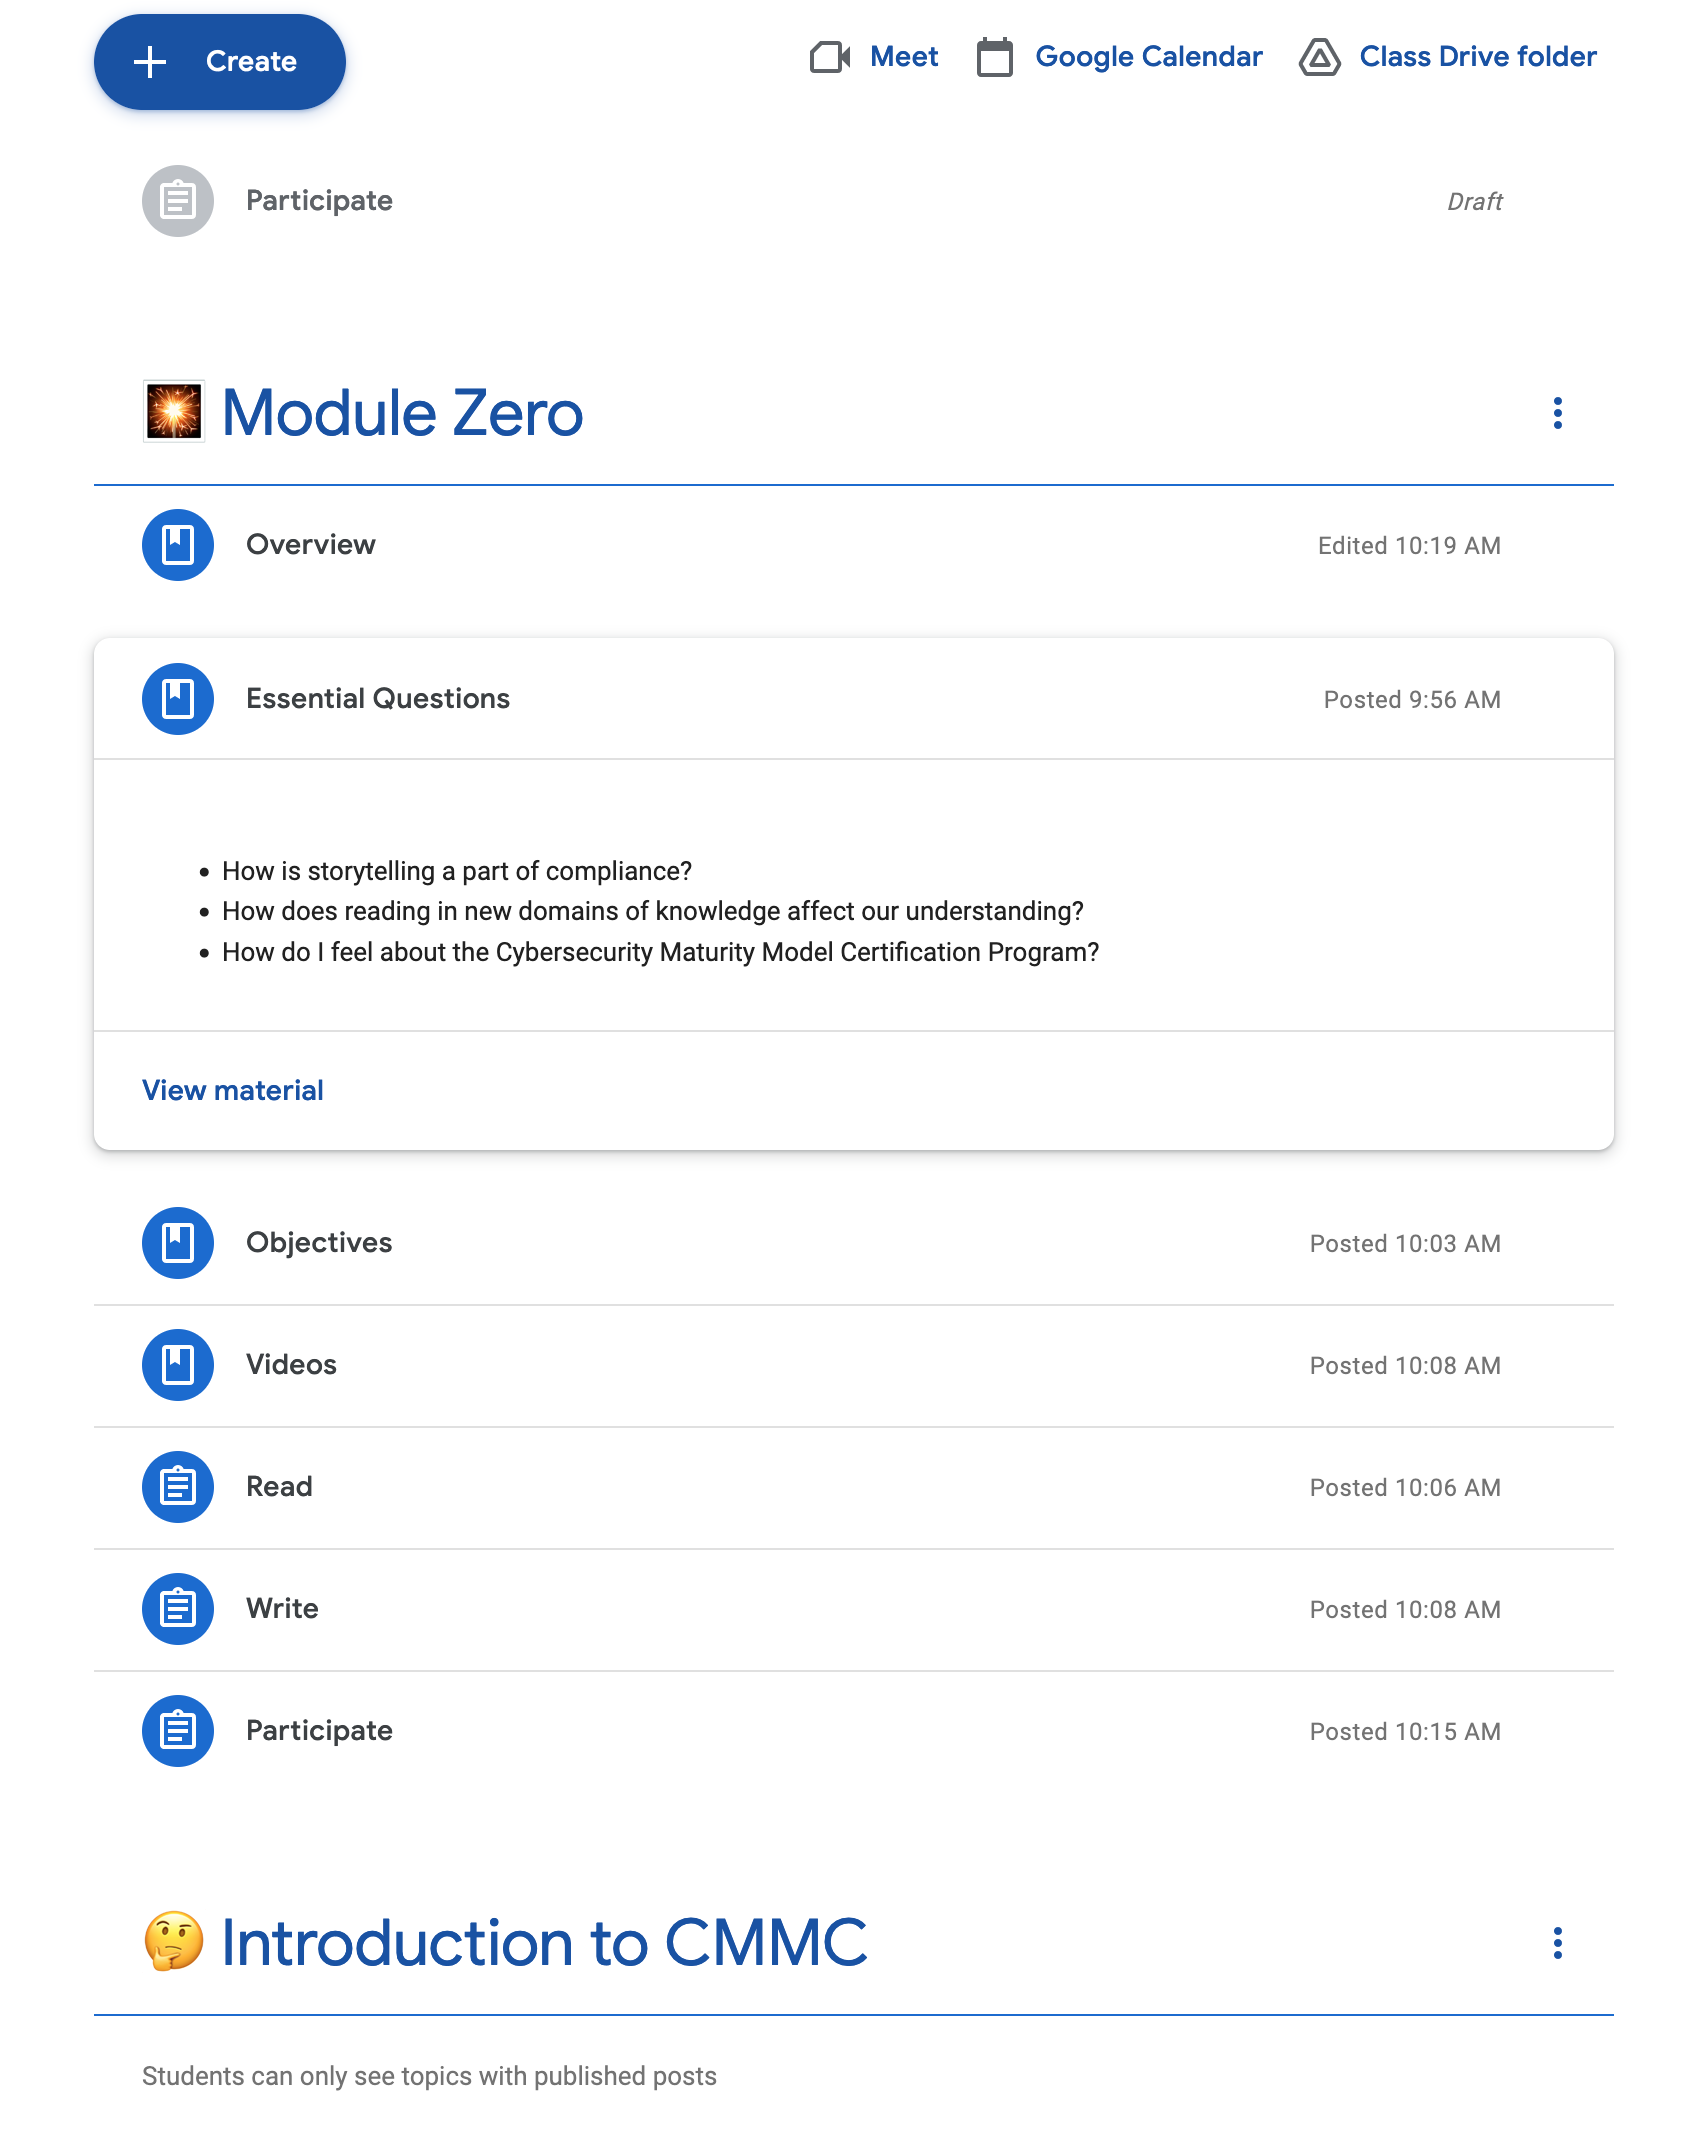 Create
Meet
Google Calendar
Class Drive folder
Participate
Draft
Module Zero
Overview
Edited 10:19 AM
Essential Questions
Posted 9:56 AM
• How is storytelling a part of compliance?
• How does reading in new domains of knowledge affect our understanding?
• How do I feel about the Cybersecurity Maturity Model Certification Program?
View material
Objectives
Posted 10:03 AM
Videos
Posted 10:08 AM
Read
Posted 10:06 AM
Write
Posted 10:08 AM
Participate
Posted 10:15 AM
🤔 Introduction to CMMC
Students can only see topics with published posts